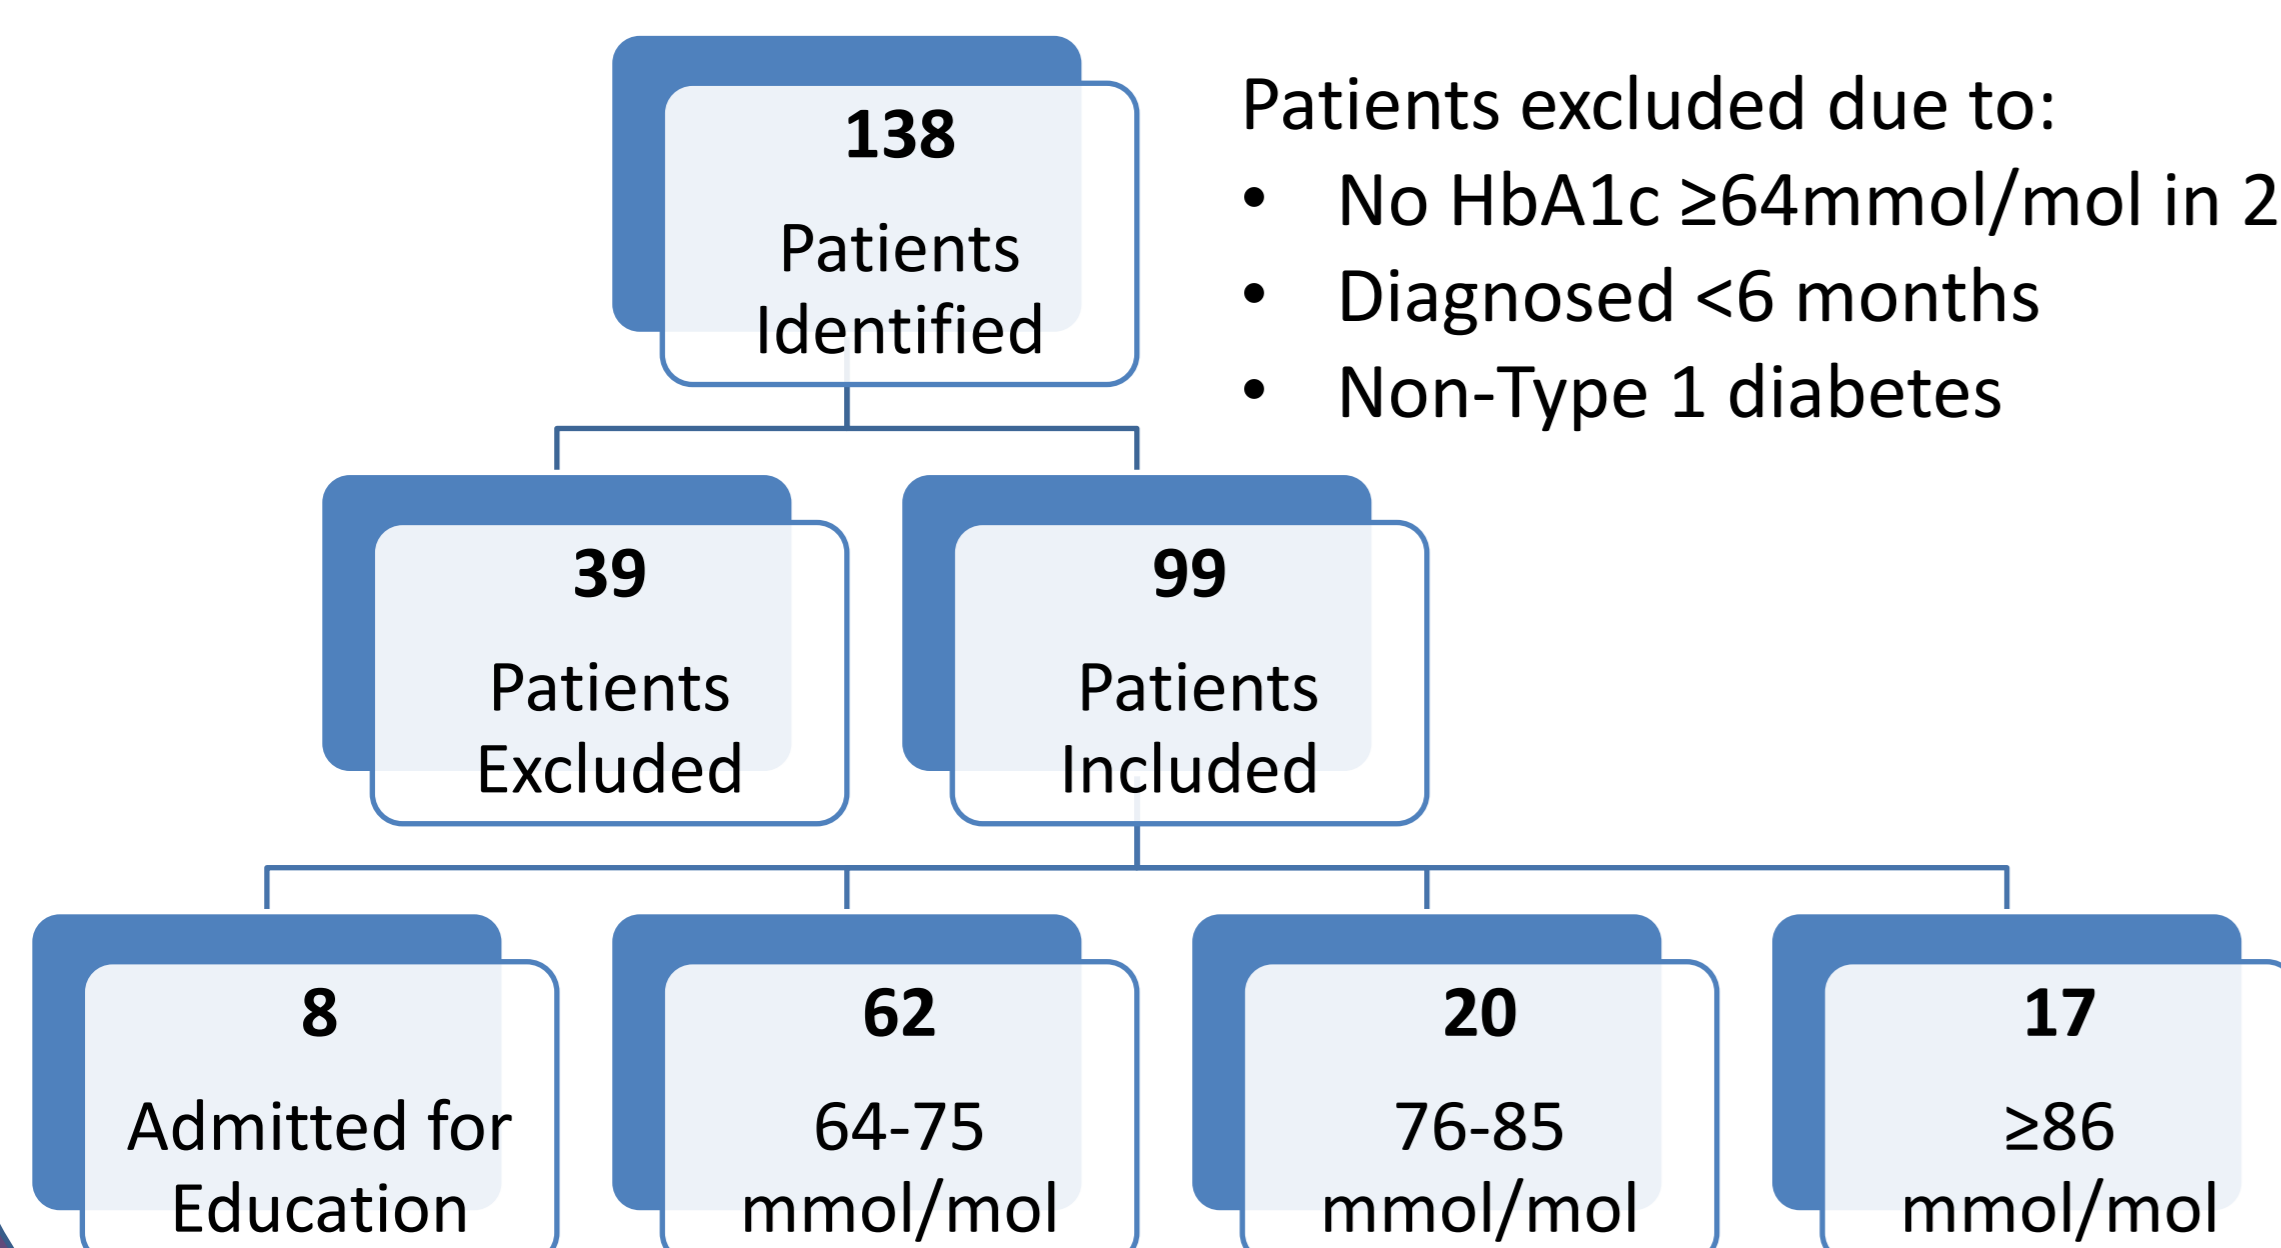 138
Patients
Identified
Patients excluded due to:
• No HbA1c ≥64mmol/mol in 2
• Diagnosed <6 months
• Non-Type 1 diabetes
39
Patients
Excluded
99
Patients
Included
8
Admitted for
Education
62
64-75
mmol/mol
20
76-85
mmol/mol
17
≥86
mmol/mol